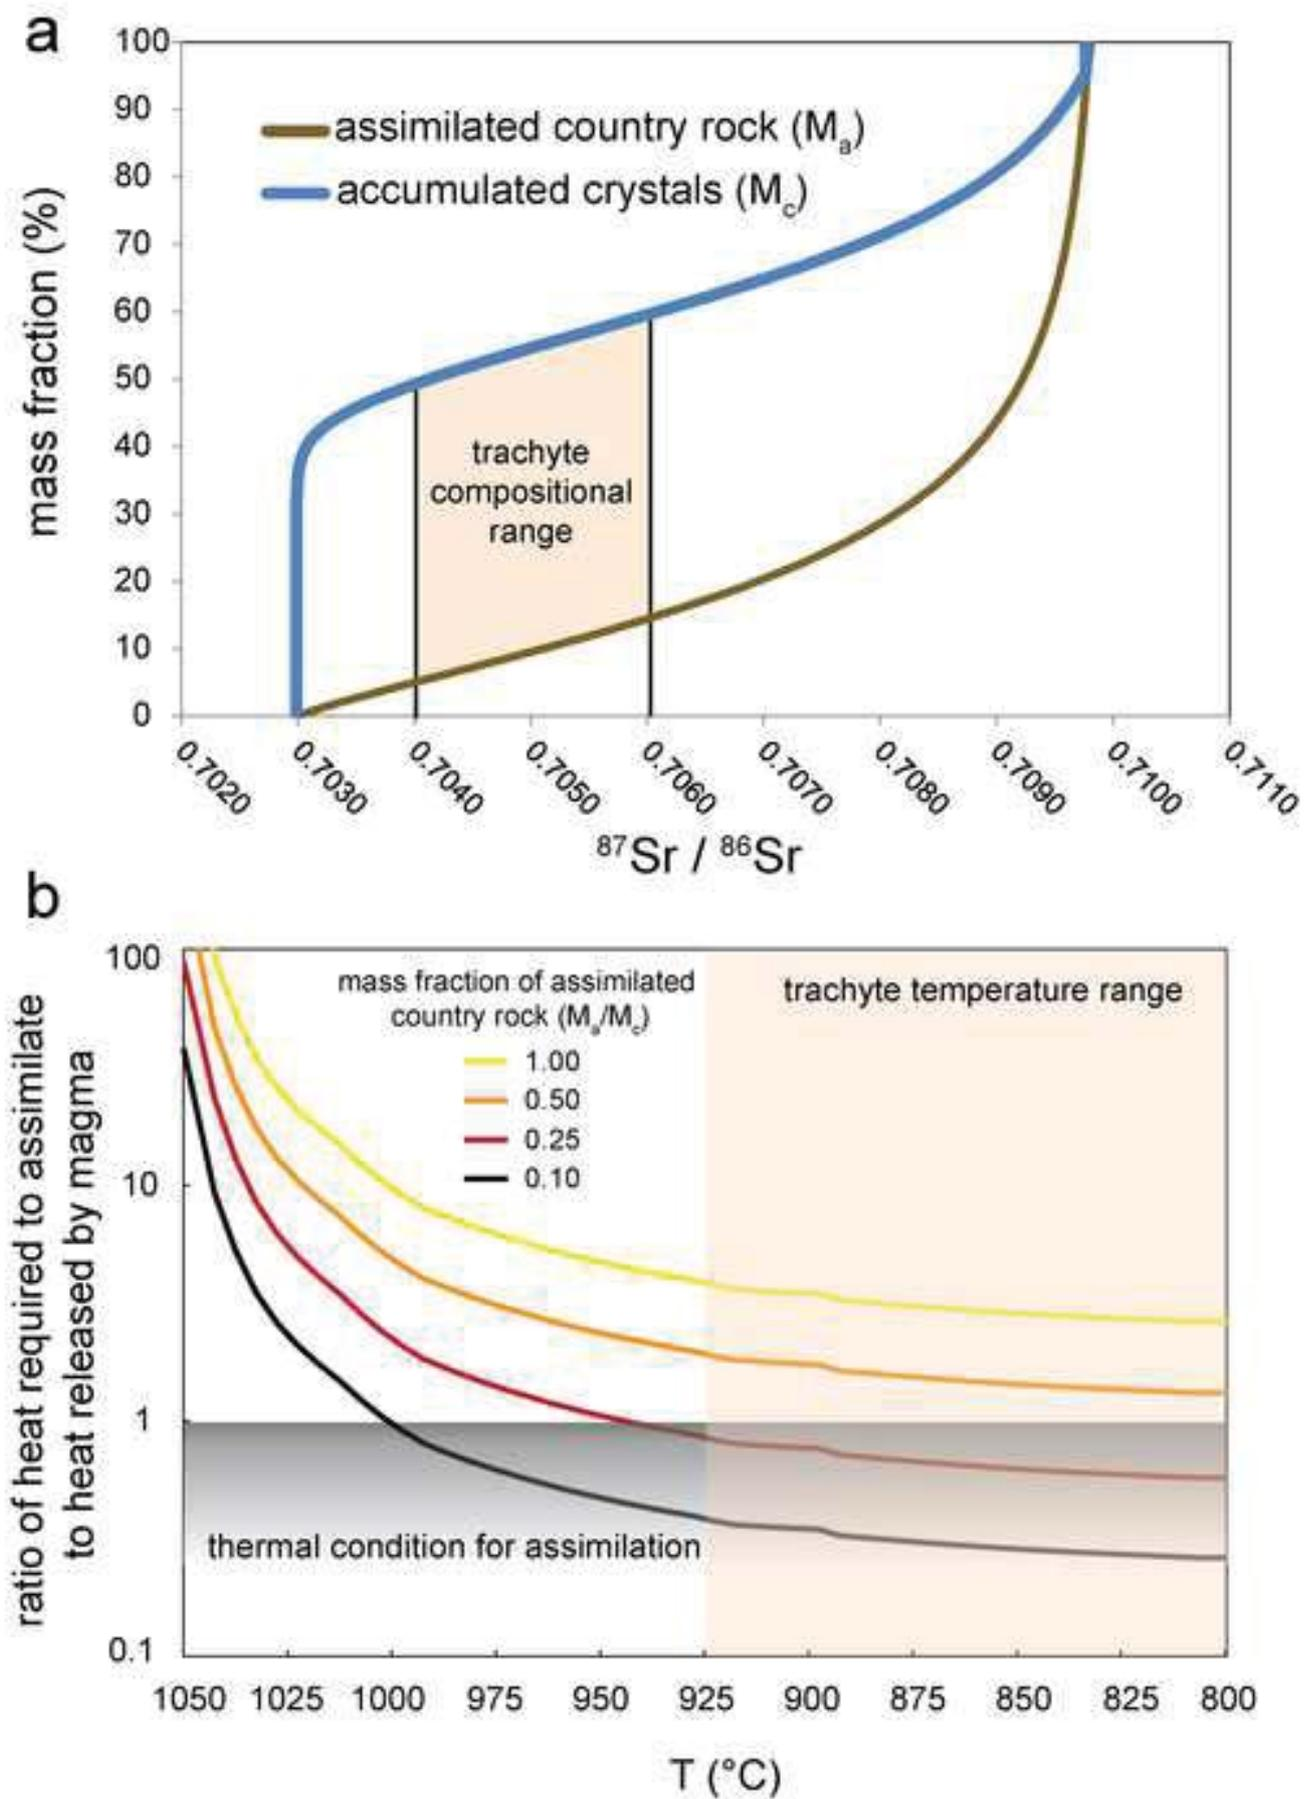 a
100
90
80
70
60
50
40
30
20
10
0
mass fraction (%)
assimilated country rock (Ma)
accumulated crystals (Mc)
trachyte
compositional
range
0.7020
0.7030
0.7040
0.7050
0.7060
0.7070
0.7080
0.7090
0.7100
0.7110
87Sr / 86Sr
b
100
10
1
0.1
ratio of heat required to assimilate
to heat released by magma
mass fraction of assimilated
country rock (Ma/Mc)
1.00
0.50
0.25
0.10
trachyte temperature range
thermal condition for assimilation
1050
1025
1000
975
950
925
900
875
850
825
800
T (°C)